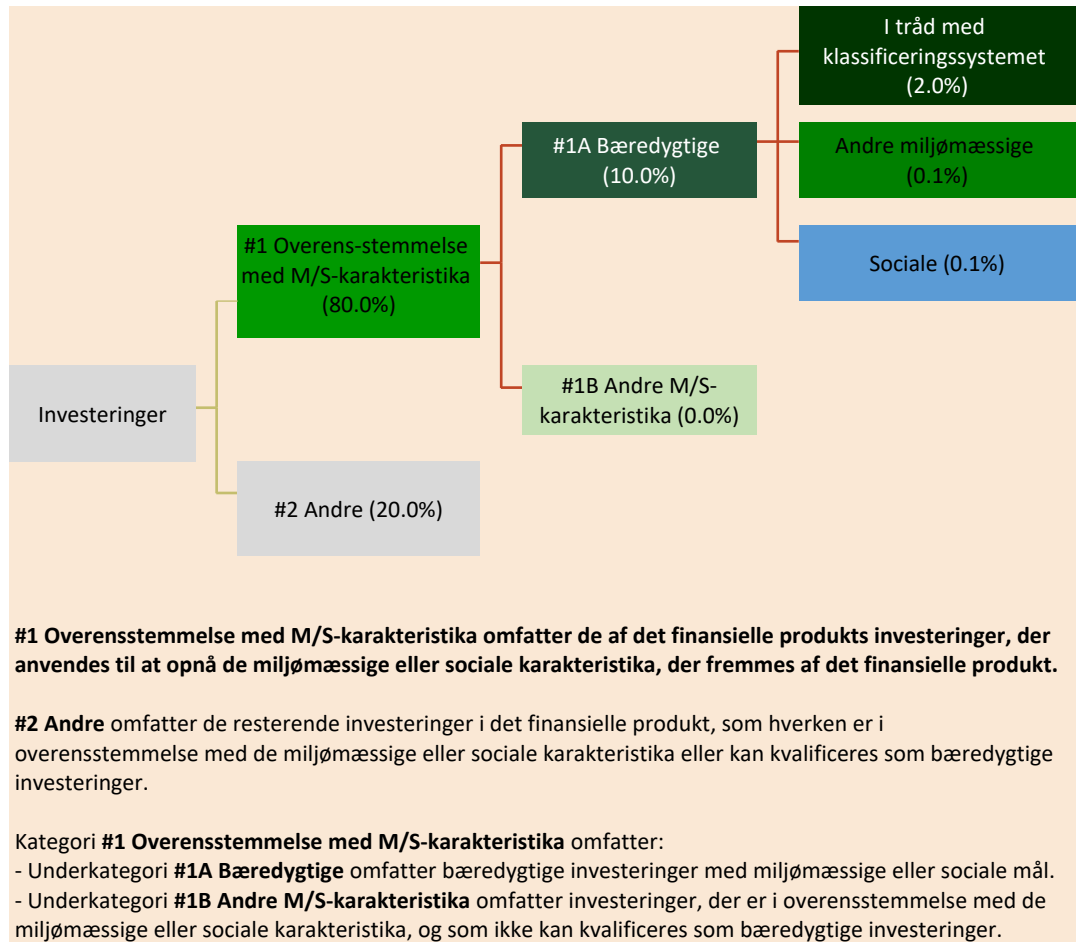 I tråd med
klassificeringssystemet
(2.0%)
#1A Bæredygtige
(10.0%)
Andre miljømæssige
(0.1%)
#1 Overens-stemmelse
med M/S-karakteristika
(80.0%)
Sociale (0.1%)
Investeringer
#1B Andre M/S-
karakteristika (0.0%)
#2 Andre (20.0%)
#1 Overensstemmelse med M/S-karakteristika omfatter de af det finansielle produkts investeringer, der
anvendes til at opnå de miljømæssige eller sociale karakteristika, der fremmes af det finansielle produkt.
#2 Andre omfatter de resterende investeringer i det finansielle produkt, som hverken er i
overensstemmelse med de miljømæssige eller sociale karakteristika eller kan kvalificeres som bæredygtige
investeringer.
Kategori #1 Overensstemmelse med M/S-karakteristika omfatter:
- Underkategori #1A Bæredygtige omfatter bæredygtige investeringer med miljømæssige eller sociale mål.
- Underkategori #1B Andre M/S-karakteristika omfatter investeringer, der er i overensstemmelse med de
miljømæssige eller sociale karakteristika, og som ikke kan kvalificeres som bæredygtige investeringer.